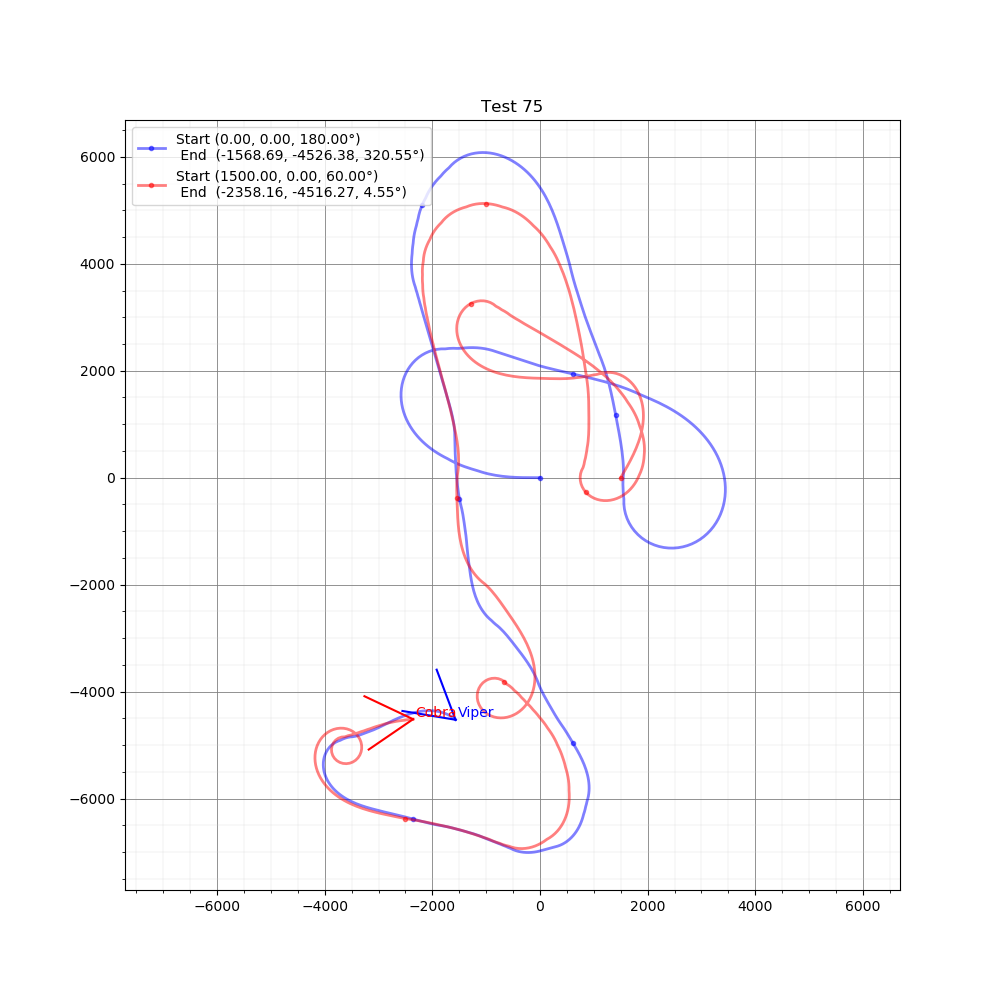 Test 75
Start (0.00, 0.00, 180.00°)
End (-1568.69, -4526.38, 320.55°)
Start (1500.00, 0.00, 60.00°)
End (-2358.16, -4516.27, 4.55°)
6000
4000
2000
0
−2000
−4000
−6000
Cobra Viper
−6000 −4000 −2000 0 2000 4000 6000